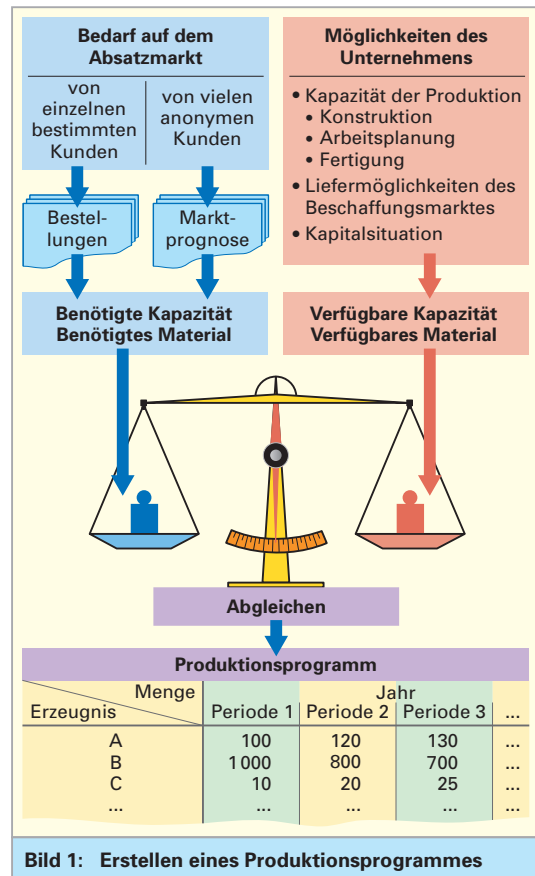 Bedarf auf dem
Absatzmarkt
von
einzelnen
bestimmten
Kunden
von vielen
anonymen
Kunden
Bestel-
lungen
Markt-
prognose
Benötigte Kapazität
Benötigtes Material
Möglichkeiten des
Unternehmens
• Kapazität der Produktion
• Konstruktion
• Arbeitsplanung
• Fertigung
• Liefermöglichkeiten des
Beschaffungsmarktes
• Kapitalsituation
Verfügbare Kapazität
Verfügbares Material
Abgleichen
Produktionsprogramm
Menge Jahr
Erzeugnis Periode 1 Periode 2 Periode 3 ...
A 100 120 130 ...
B 1 000 800 700 ...
C 10 20 25 ...
... ... ... ...
Bild 1: Erstellen eines Produktionsprogrammes